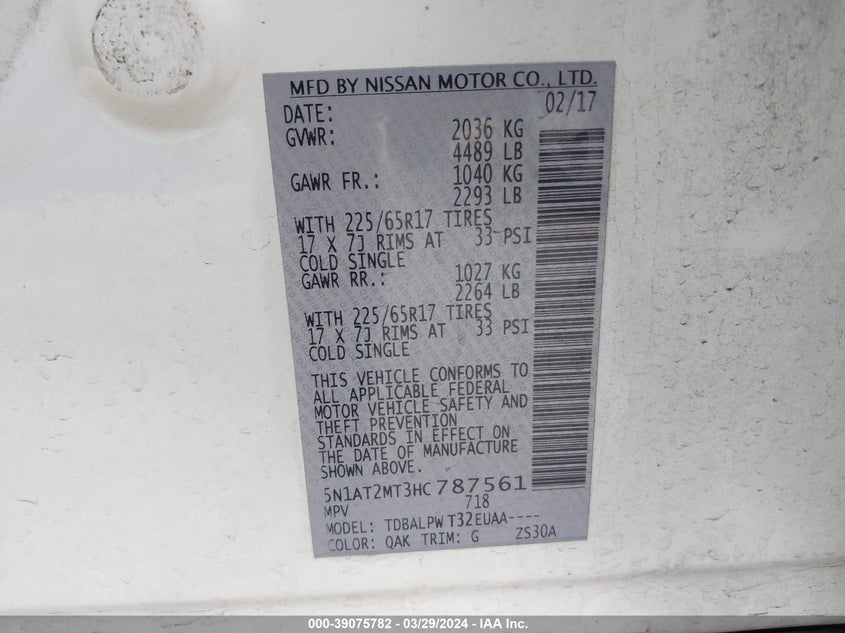 MFD BY NISSAN MOTOR CO., LTD.
DATE: 02/17
GVWR: 2036 KG
4489 LB
GAWR FR.: 1040 KG
2293 LB
WITH 225/65R17 TIRES
17 X 7J RIMS AT 33 PSI
COLD SINGLE
GAWR RR.: 1027 KG
2264 LB
WITH 225/65R17 TIRES
17 X 7J RIMS AT 33 PSI
COLD SINGLE
THIS VEHICLE CONFORMS TO
ALL APPLICABLE FEDERAL
MOTOR VEHICLE SAFETY AND
THEFT PREVENTION
STANDARDS IN EFFECT ON
THE DATE OF MANUFACTURE
SHOWN ABOVE.
5N1AT2MT3HC787561
MPV 718
MODEL: TDBALPW T32EUAA----
COLOR: QAK TRIM: G ZS30A
000-39075782 - 03/29/2024 - IAA Inc.